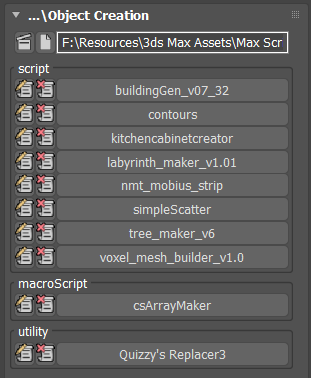 ...\Object Creation
F:\Resources\3ds Max Assets\Max Scr
script
buildingGen_v07_32
contours
kitchencabinetcreator
labyrinth_maker_v1.01
nmt_mobius_strip
simpleScatter
tree_maker_v6
voxel_mesh_builder_v1.0
macroScript
csArrayMaker
utility
Quizzy's Replacer3